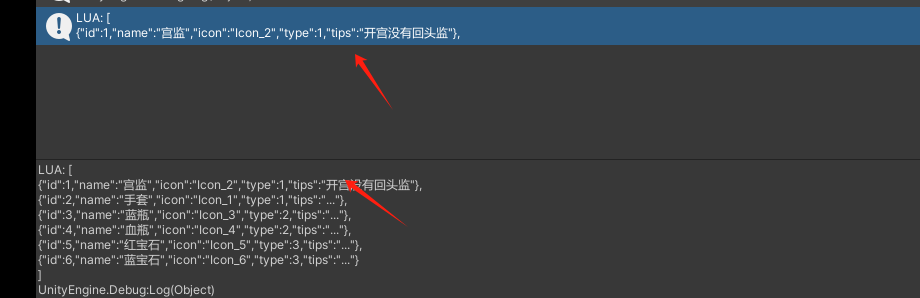 LUA: [
{"id":1,"name":"宫监","icon":"Icon_2","type":1,"tips":"开宫没有回头监"},
LUA: [
{"id":1,"name":"宫监","icon":"Icon_2","type":1,"tips":"开宫没有回头监"},
{"id":2,"name":"手套","icon":"Icon_1","type":1,"tips":"..."},
{"id":3,"name":"蓝瓶","icon":"Icon_3","type":2,"tips":"..."},
{"id":4,"name":"血瓶","icon":"Icon_4","type":2,"tips":"..."},
{"id":5,"name":"红宝石","icon":"Icon_5","type":3,"tips":"..."},
{"id":6,"name":"蓝宝石","icon":"Icon_6","type":3,"tips":"..."}
]
UnityEngine.Debug:Log(Object)